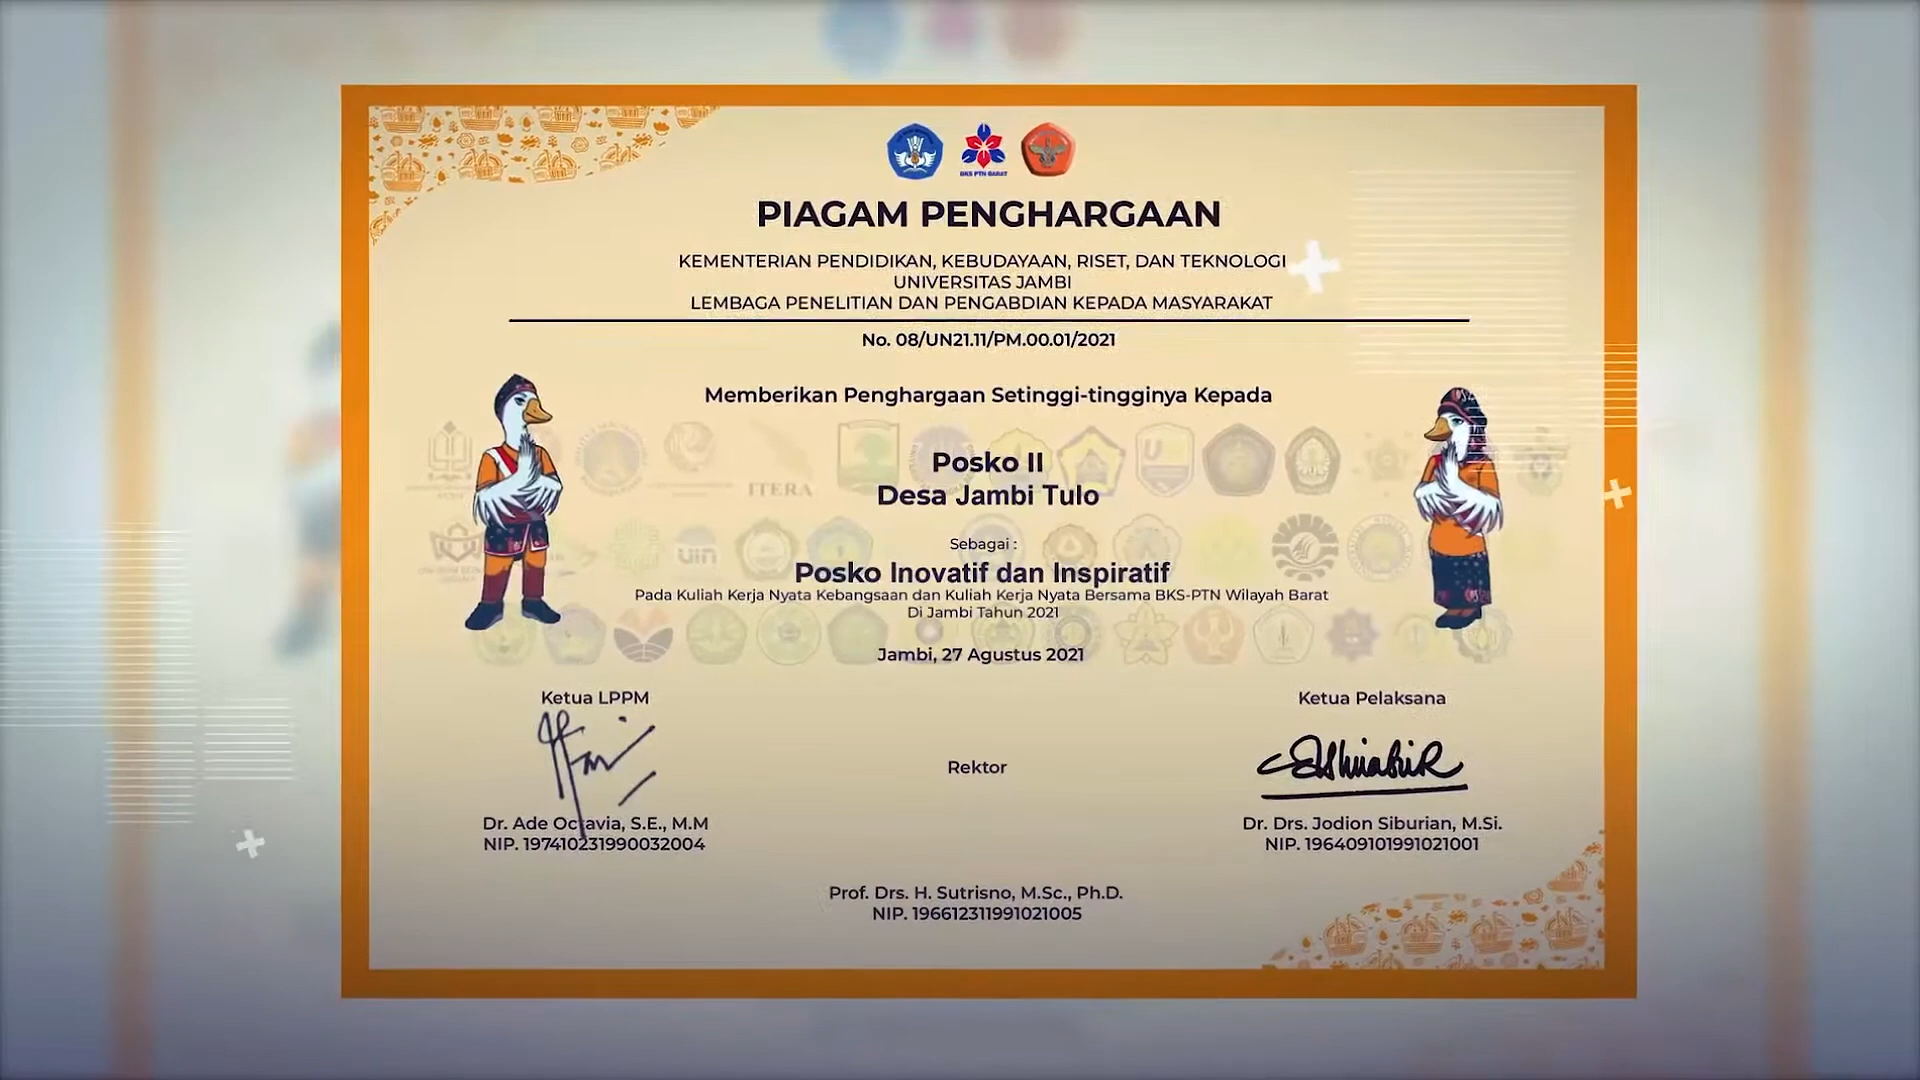 BKS PTN-BARAT
PIAGAM PENGHARGAAN
KEMENTERIAN PENDIDIKAN, KEBUDAYAAN, RISET, DAN TEKNOLOGI
UNIVERSITAS JAMBI
LEMBAGA PENELITIAN DAN PENGABDIAN KEPADA MASYARAKAT
No. 08/UN21.11/PM.00.01/2021
Memberikan Penghargaan Setinggi-tingginya Kepada
Posko II
Desa Jambi Tulo
ITERA
uin
Sebagai :
Posko Inovatif dan Inspiratif
Pada Kuliah Kerja Nyata Kebangsaan dan Kuliah Kerja Nyata Bersama BKS-PTN Wilayah Barat
Di Jambi Tahun 2021
Jambi, 27 Agustus 2021
Ketua LPPM
Ketua Pelaksana
Rektor
Dr. Ade Octavia, S.E., M.M
NIP. 197410231990032004
Dr. Drs. Jodion Siburian, M.Si.
NIP. 196409101991021001
Prof. Drs. H. Sutrisno, M.Sc., Ph.D.
NIP. 196612311991021005